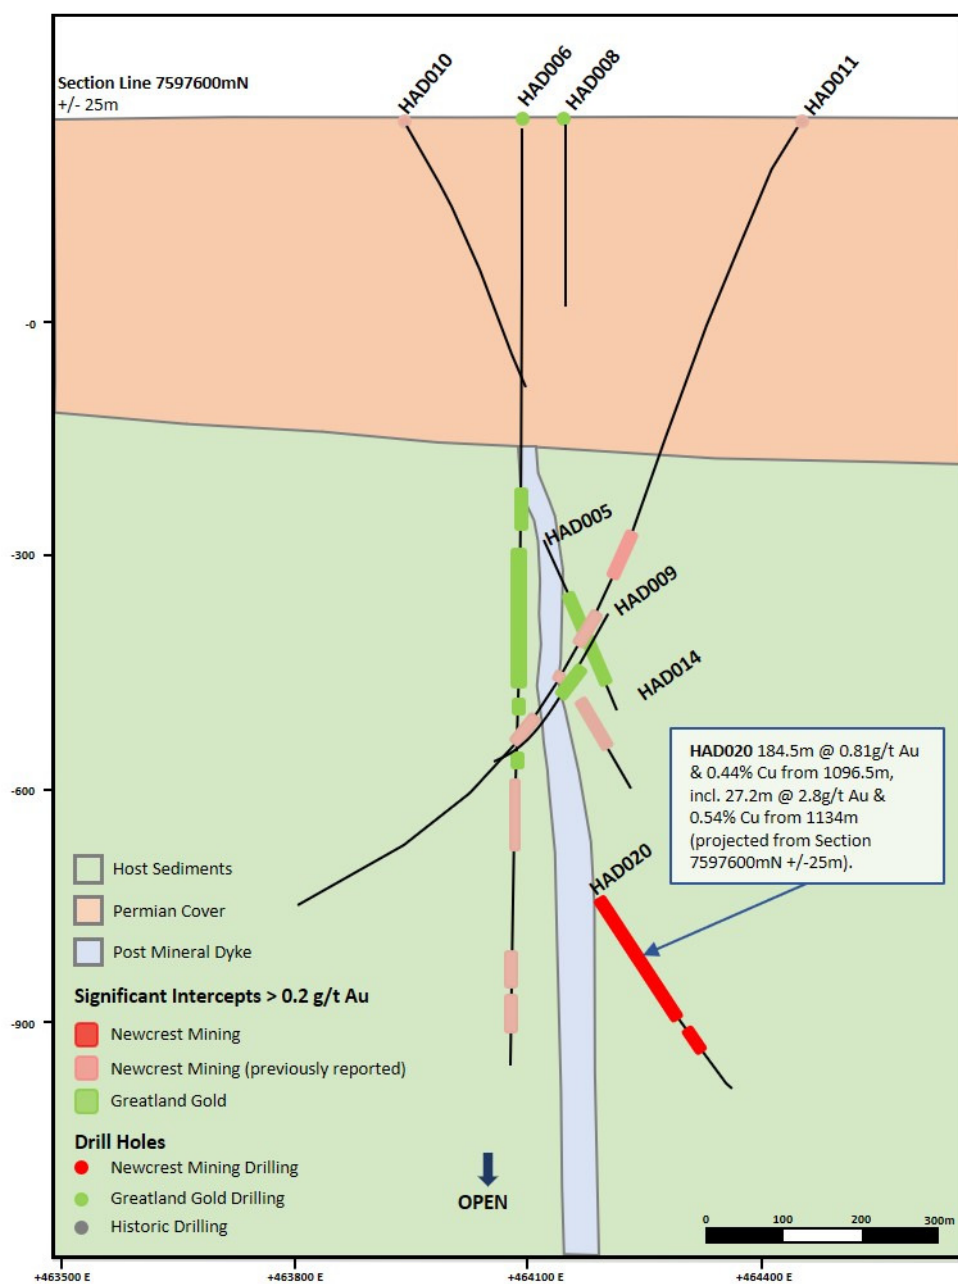 Section Line 7597600mN
+/- 25m
HAD010
HAD006
HAD008
HAD011
-0
-300
-600
-900
HAD005
HAD009
HAD014
HAD020
HAD020 184.5m @ 0.81g/t Au
& 0.44% Cu from 1096.5m,
incl. 27.2m @ 2.8g/t Au &
0.54% Cu from 1134m
(projected from Section
7597600mN +/-25m).
Host Sediments
Permian Cover
Post Mineral Dyke
Significant Intercepts > 0.2 g/t Au
Newcrest Mining
Newcrest Mining (previously reported)
Greatland Gold
Drill Holes
Newcrest Mining Drilling
Greatland Gold Drilling
Historic Drilling
OPEN
0 100 200 300m
+463500 E +463800 E +464100 E +464400 E